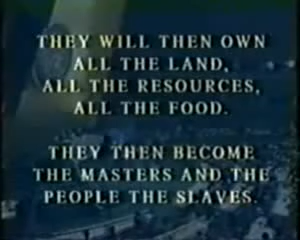 THEY WILL THEN OWN
ALL THE LAND,
ALL THE RESOURCES,
ALL THE FOOD.
THEY THEN BECOME
THE MASTERS AND THE
PEOPLE THE SLAVES.